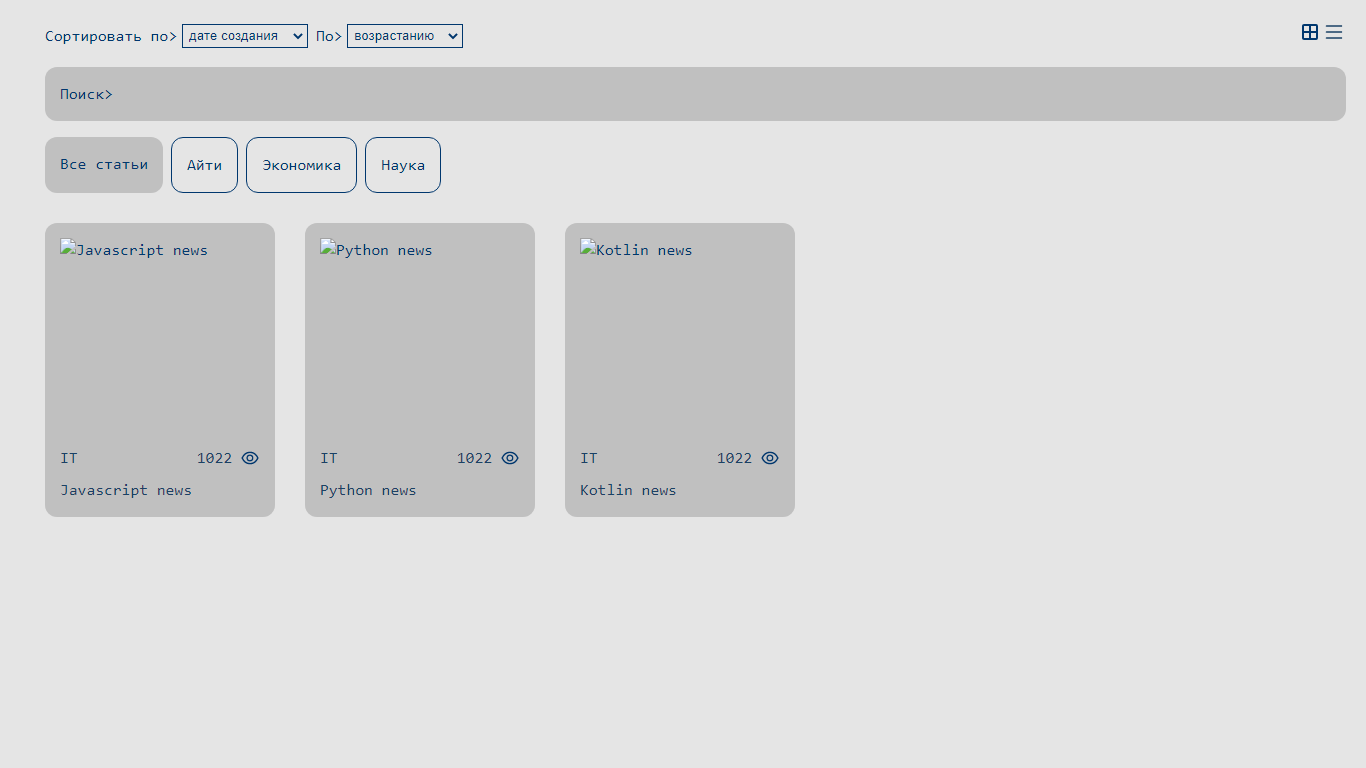 Сортировать по> дате создания По> возрастанию
Поиск>
Все статьи Айти Экономика Наука
Javascript news Python news Kotlin news
IT 1022 IT 1022 IT 1022
Javascript news Python news Kotlin news